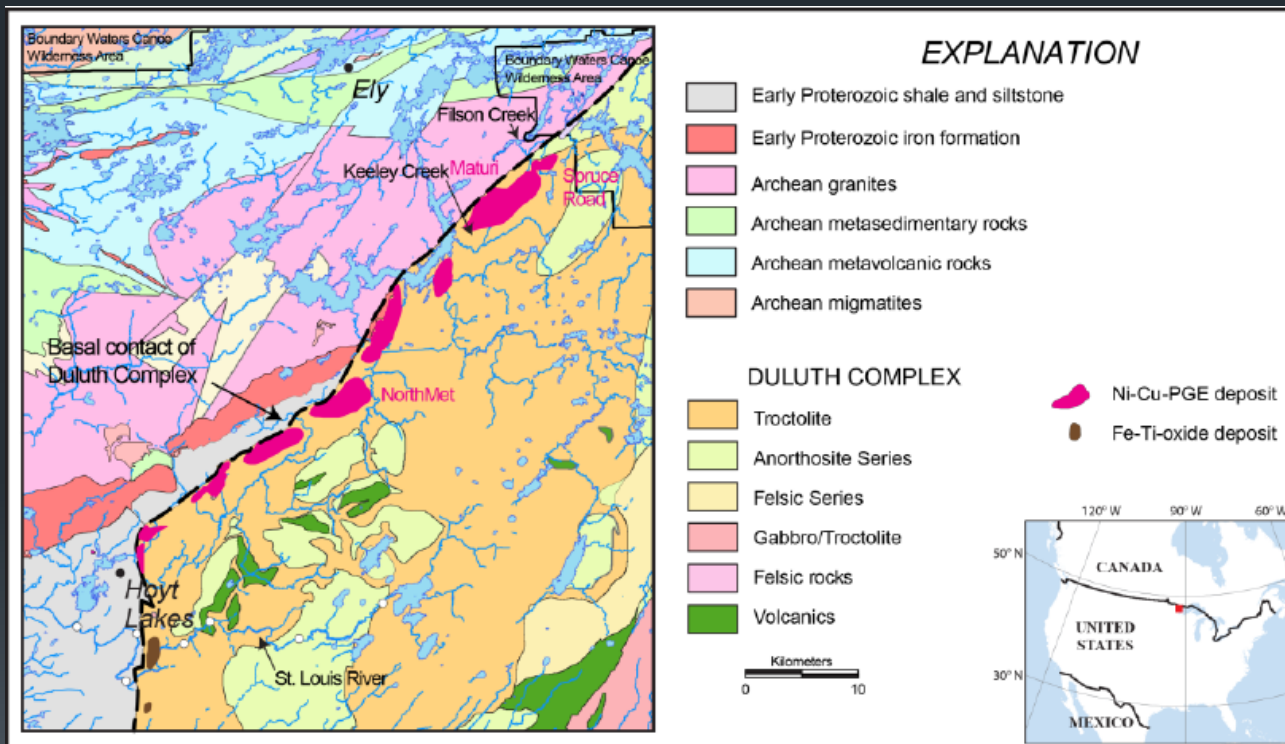 Boundary Waters Canoe
Wilderness Area
Ely
Boundary Waters Canoe
Wilderness Area
Filson Creek
Keeley Creek
Maturi
Spruce
Road
Basal contact of
Duluth Complex
NorthMet
Hoyt
Lakes
St. Louis River
EXPLANATION
Early Proterozoic shale and siltstone
Early Proterozoic iron formation
Archean granites
Archean metasedimentary rocks
Archean metavolcanic rocks
Archean migmatites
DULUTH COMPLEX
Troctolite
Anorthosite Series
Felsic Series
Gabbro/Troctolite
Felsic rocks
Volcanics
Ni-Cu-PGE deposit
Fe-Ti-oxide deposit
Kilometers
0 10
120° W 90° W 60° W
50° N
CANADA
UNITED
STATES
30° N
MEXICO